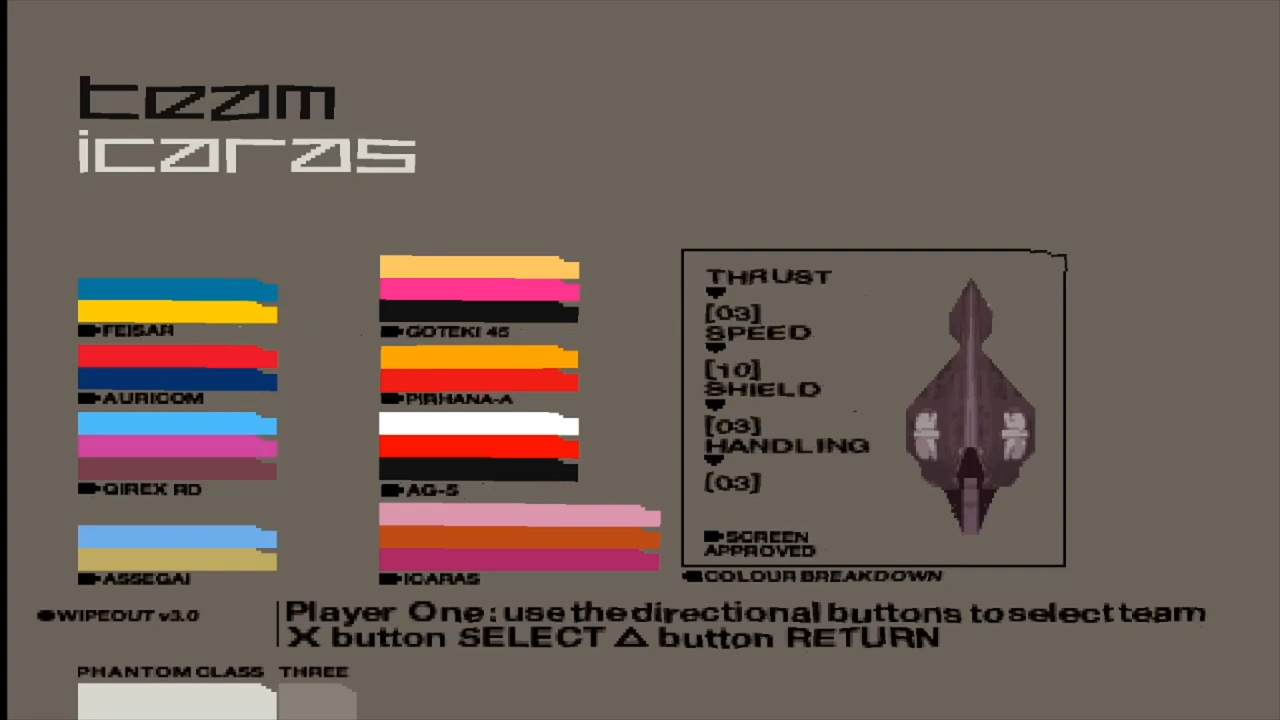 team
icaras
FEISAR
AURICOM
QIREX RD
ASSEGAI
GOTEKI 45
PIRHANA-A
AG-S
ICARAS
THRUST
[03]
SPEED
[10]
SHIELD
[03]
HANDLING
[03]
SCREEN
APPROVED
COLOUR BREAKDOWN
WIPEOUT v3.0
Player One: use the directional buttons to select team
X button SELECT △ button RETURN
PHANTOM CLASS THREE